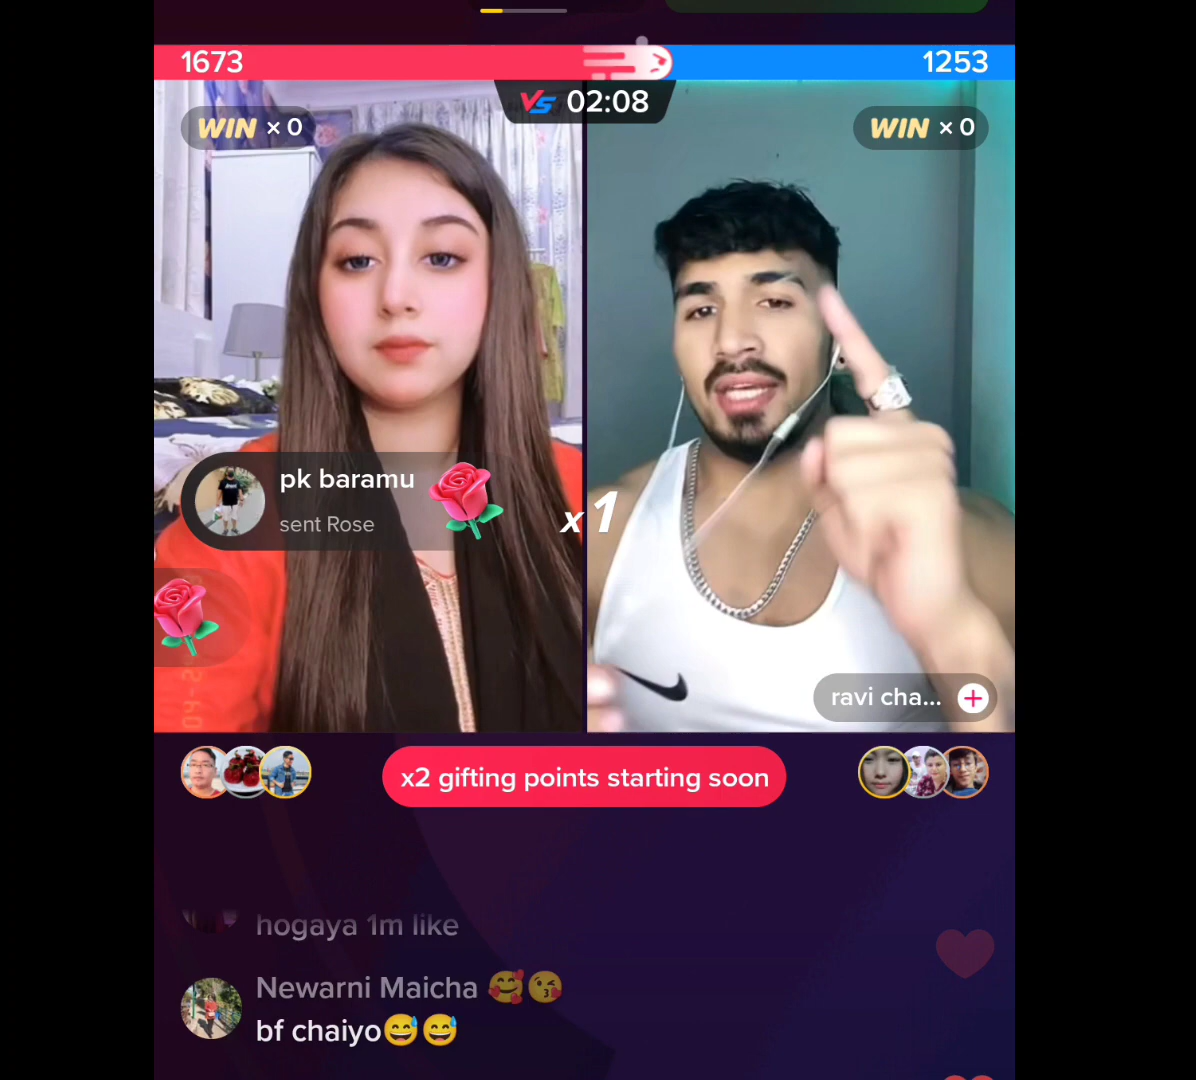 1673
1253
VS 02:08
WIN × 0
WIN × 0
pk baramu
sent Rose
x1
ravi cha...
x2 gifting points starting soon
hogaya 1m like
Newarni Maicha 🥰😘
bf chaiyo😅😅